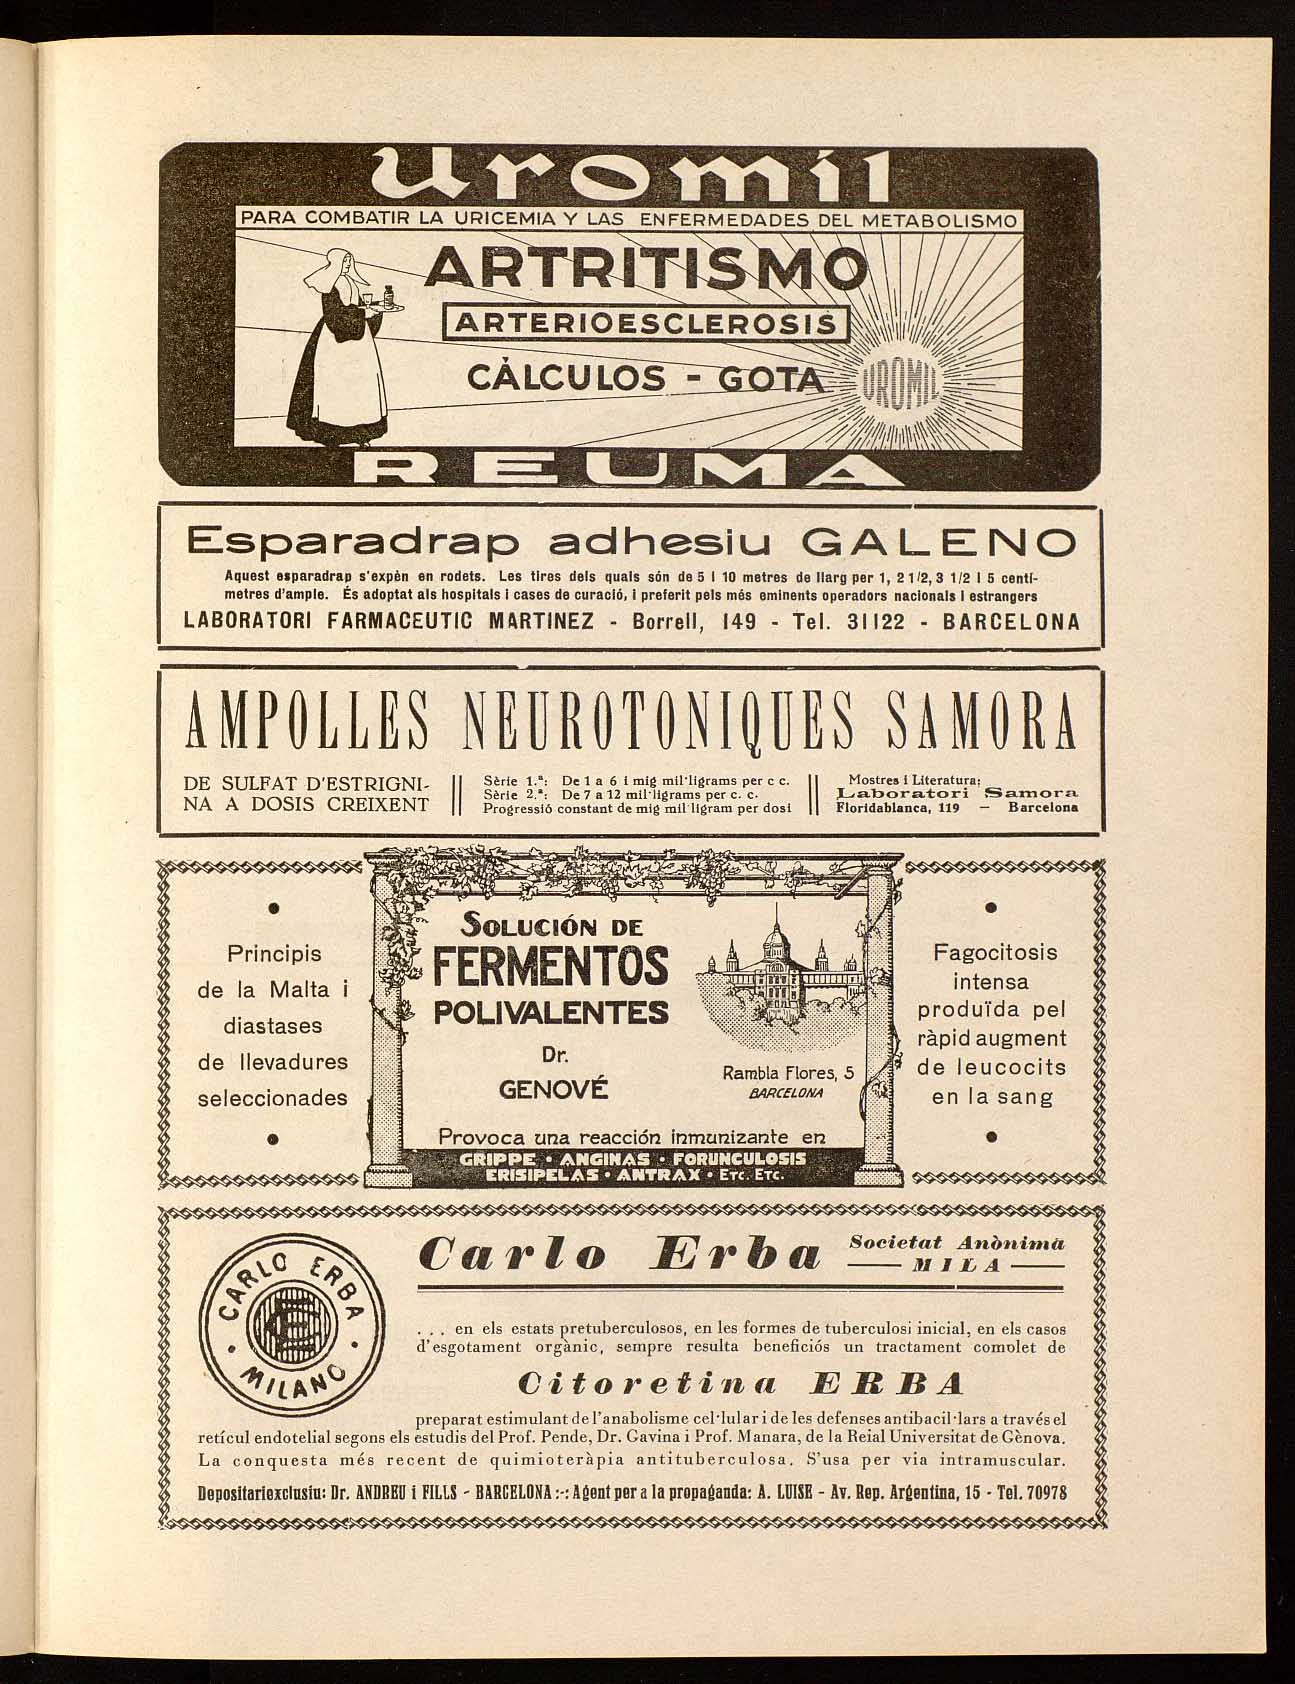 Uromil
PARA COMBATIR LA URICEMIA Y LAS ENFERMEDADES DEL METABOLISMO
ARTRITISMO
ARTERIOESCLEROSIS
CÁLCULOS - GOTA
UROMIL
REUMA
Esparadrap adhesiu GALENO
Aquest esparadrap s'expèn en rodets. Les tires dels quals són de 5 i 10 metres de llarg per 1, 2 1/2, 3 1/2 i 5 centí-
metres d'ample. És adoptat als hospitals i cases de curació, i preferit pels més eminents operadors nacionals i estrangers
LABORATORI FARMACEUTIC MARTINEZ - Borrell, 149 - Tel. 31122 - BARCELONA
AMPOLLES NEUROTONIQUES SAMORA
DE SULFAT D'ESTRIGNI-
NA A DOSIS CREIXENT
Sèrie 1.ª: De 1 a 6 i mig mil·ligrams per c c.
Sèrie 2.ª: De 7 a 12 mil·ligrams per c. c.
Progressió constant de mig mil·ligram per dosi
Mostres i Literatura:
Laboratori Samora
Floridablanca, 119 — Barcelona
Principis
de la Malta i
diastases
de llevadures
seleccionades
SOLUCIÓN DE
FERMENTOS
POLIVALENTES
Dr.
GENOVÉ
Rambla Flores, 5
BARCELONA
Provoca una reacción inmunizante en
GRIPPE · ANGINAS · FORUNCULOSIS
ERISIPELAS · ANTRAX · ETC. ETC.
Fagocitosis
intensa
produïda pel
ràpid augment
de leucocits
en la sang
CARLO ERBA
MILANO
Carlo Erba
Societat Anònima
MILA
. . . en els estats pretuberculosos, en les formes de tuberculosi inicial, en els casos
d'esgotament orgànic, sempre resulta beneficiós un tractament complet de
Citoretina ERBA
preparat estimulant de l'anabolisme cel·lular i de les defenses antibacil·lars a través el
retícul endotelial segons els estudis del Prof. Pende, Dr. Gavina i Prof. Manara, de la Reial Universitat de Gènova.
La conquesta més recent de quimioteràpia antituberculosa. S'usa per via intramuscular.
Depositari exclusiu: Dr. ANDREU i FILLS - BARCELONA :-: Agent per a la propaganda: A. LUISE - Av. Rep. Argentina, 15 - Tel. 70978